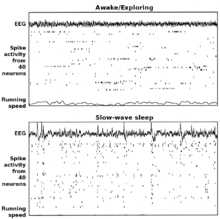 Awake/Exploring
EEG
Spike
activity
from
40
neurons
Running
speed
Slow-wave sleep
EEG
Spike
activity
from
40
neurons
Running
speed